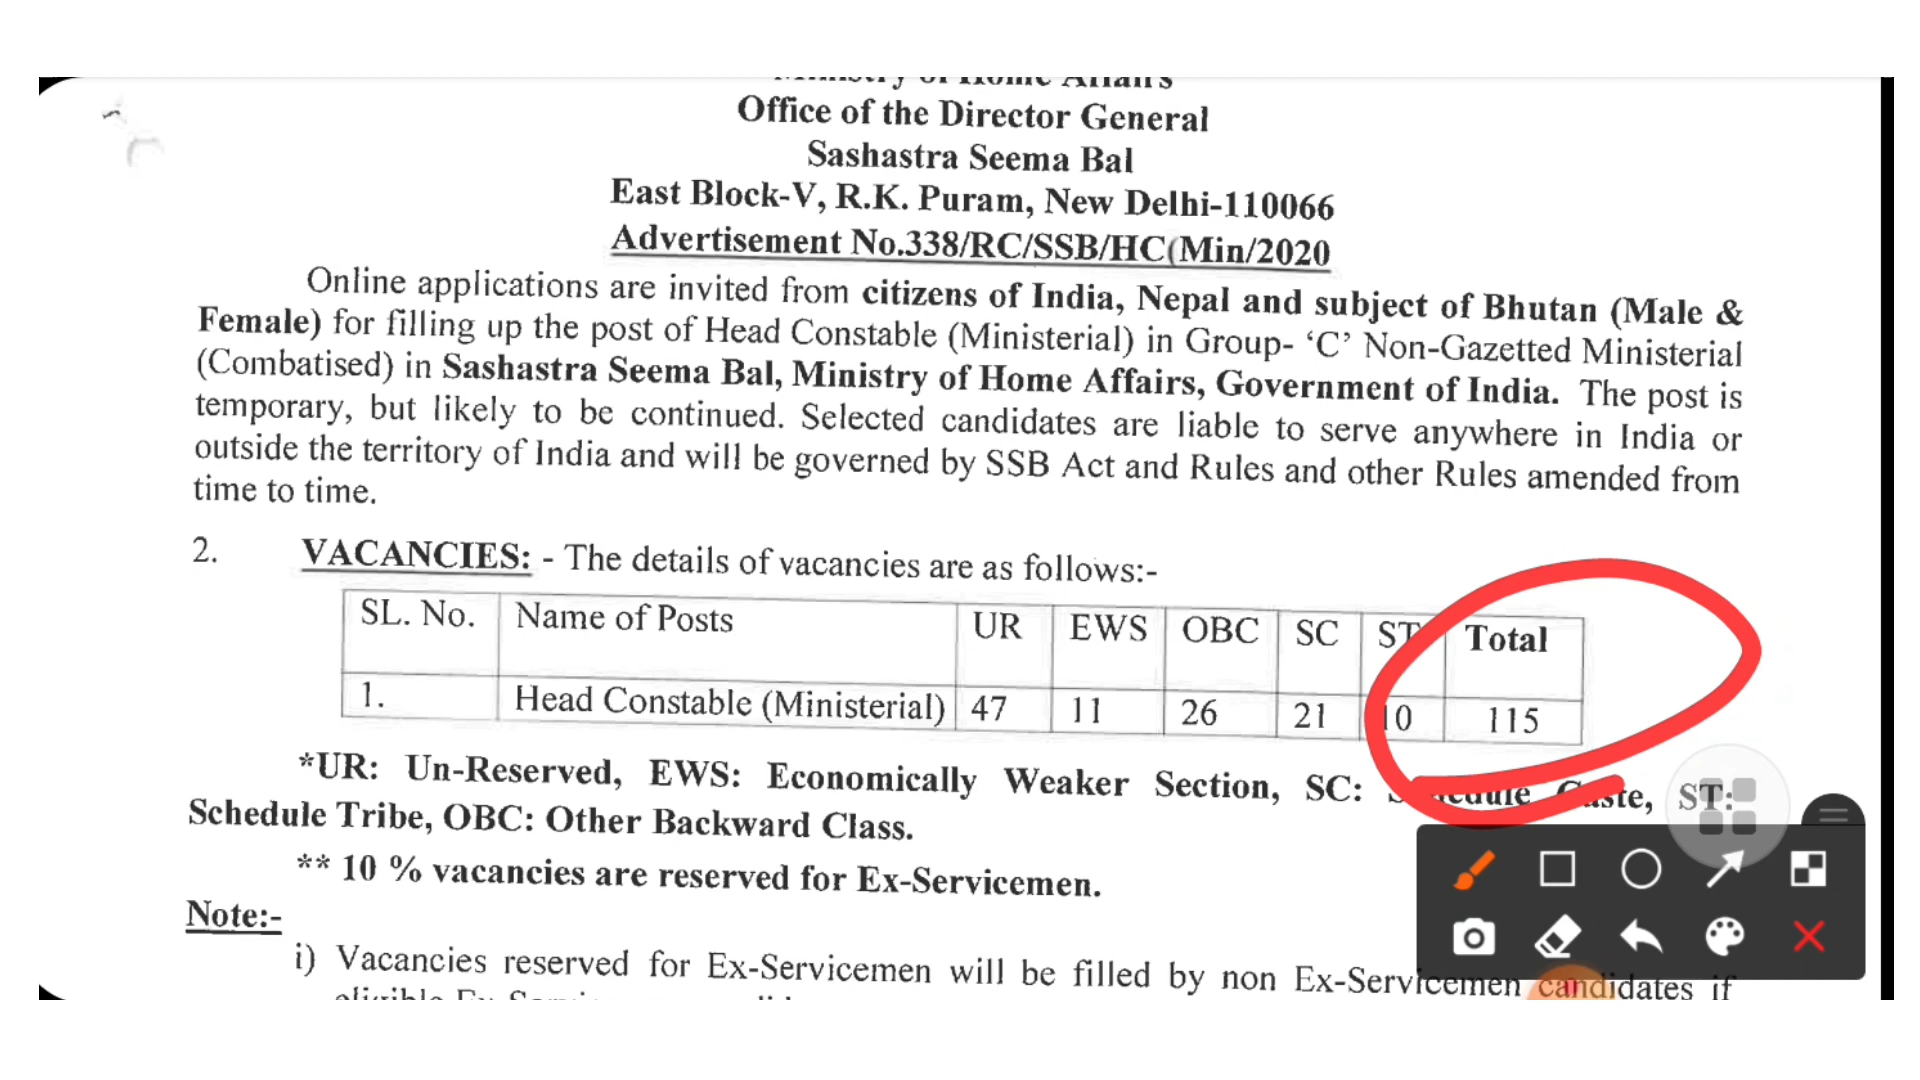 Ministry of Home Affairs
Office of the Director General
Sashastra Seema Bal
East Block-V, R.K. Puram, New Delhi-110066
Advertisement No.338/RC/SSB/HC(Min/2020
Online applications are invited from citizens of India, Nepal and subject of Bhutan (Male &
Female) for filling up the post of Head Constable (Ministerial) in Group- ‘C’ Non-Gazetted Ministerial
(Combatised) in Sashastra Seema Bal, Ministry of Home Affairs, Government of India. The post is
temporary, but likely to be continued. Selected candidates are liable to serve anywhere in India or
outside the territory of India and will be governed by SSB Act and Rules and other Rules amended from
time to time.
2. VACANCIES: - The details of vacancies are as follows:-
SL. No. Name of Posts UR EWS OBC SC ST Total
1. Head Constable (Ministerial) 47 11 26 21 10 115
*UR: Un-Reserved, EWS: Economically Weaker Section, SC: Schedule Caste, ST:
Schedule Tribe, OBC: Other Backward Class.
** 10 % vacancies are reserved for Ex-Servicemen.
Note:-
i) Vacancies reserved for Ex-Servicemen will be filled by non Ex-Servicemen candidates if